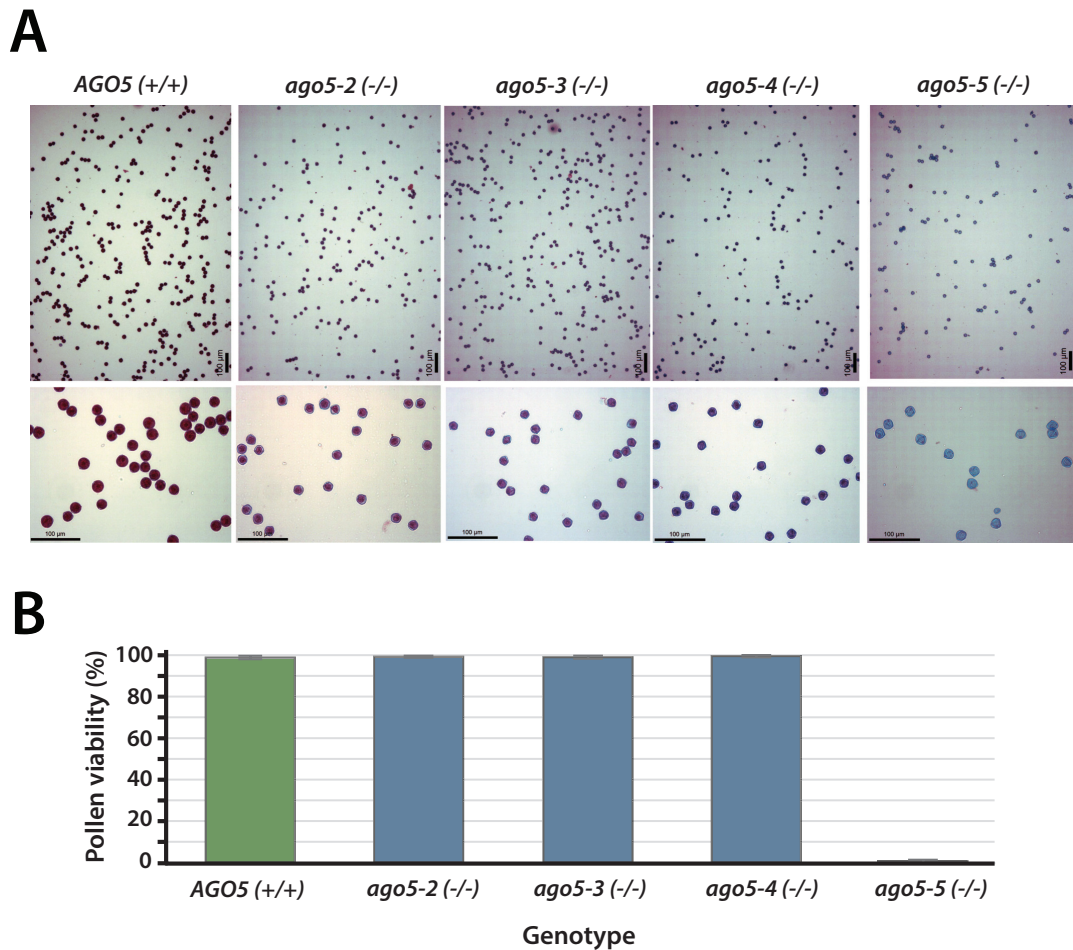 A
AGO5 (+/+) ago5-2 (-/-) ago5-3 (-/-) ago5-4 (-/-) ago5-5 (-/-)
100 µm 100 µm 100 µm 100 µm 100 µm
100 µm 100 µm 100 µm 100 µm 100 µm
B
Pollen viability (%)
100
80
60
40
20
0
AGO5 (+/+) ago5-2 (-/-) ago5-3 (-/-) ago5-4 (-/-) ago5-5 (-/-)
Genotype